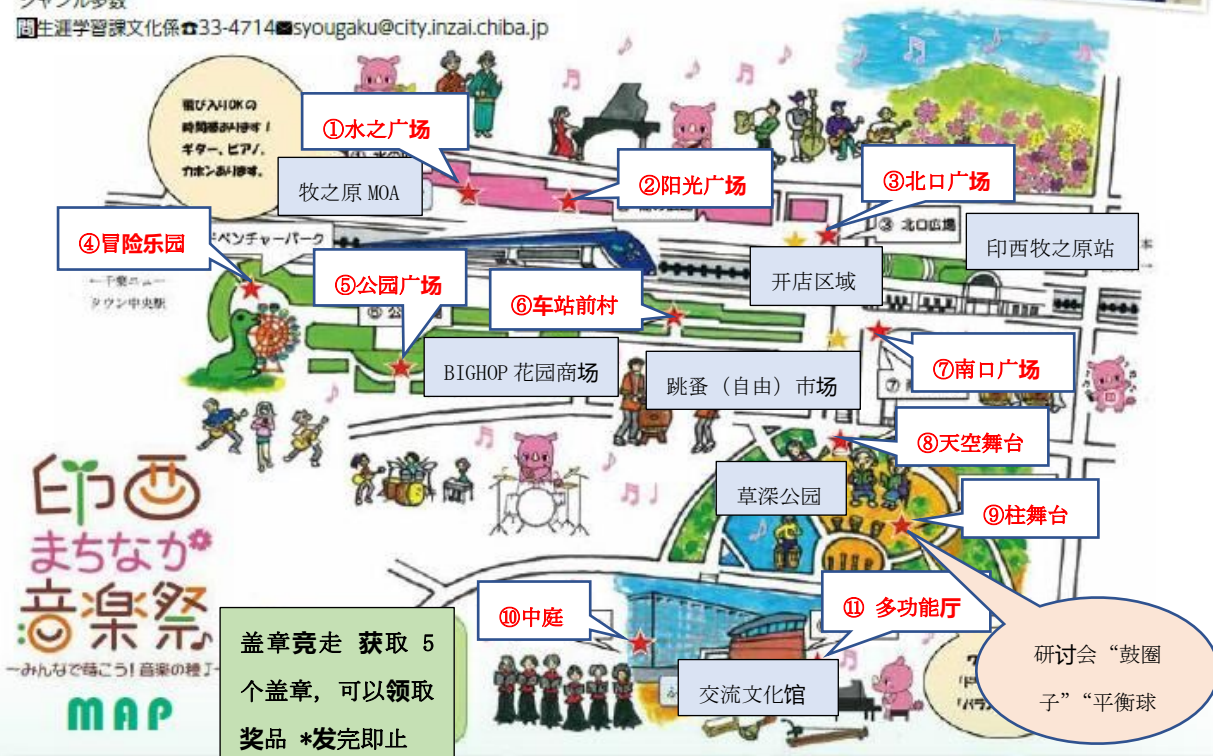 ジャンル多数
問生涯学習課文化係☎33-4714✉syougaku@city.inzai.chiba.jp
飛び入りOKの
時間帯あります！
ギター、ピアノ、
カホンあります。
①水之广场
牧之原 MOA
②阳光广场
③北口广场
③ 北口広場
印西牧之原站
开店区域
④冒险乐园
ドベンチャーパーク
←千葉ニュー
タウン中央駅
⑤公园广场
⑤ 公
⑥车站前村
BIGHOP 花园商场
跳蚤（自由）市场
⑦南口广场
⑦
⑧天空舞台
草深公园
⑨柱舞台
⑩中庭
⑪ 多功能厅
交流文化馆
研讨会“鼓圈
子”“平衡球
印西
まちなか
音楽祭
～みんなで蒔こう!音楽の種♪～
MAP
盖章竞走 获取 5
个盖章, 可以领取
奖品 *发完即止